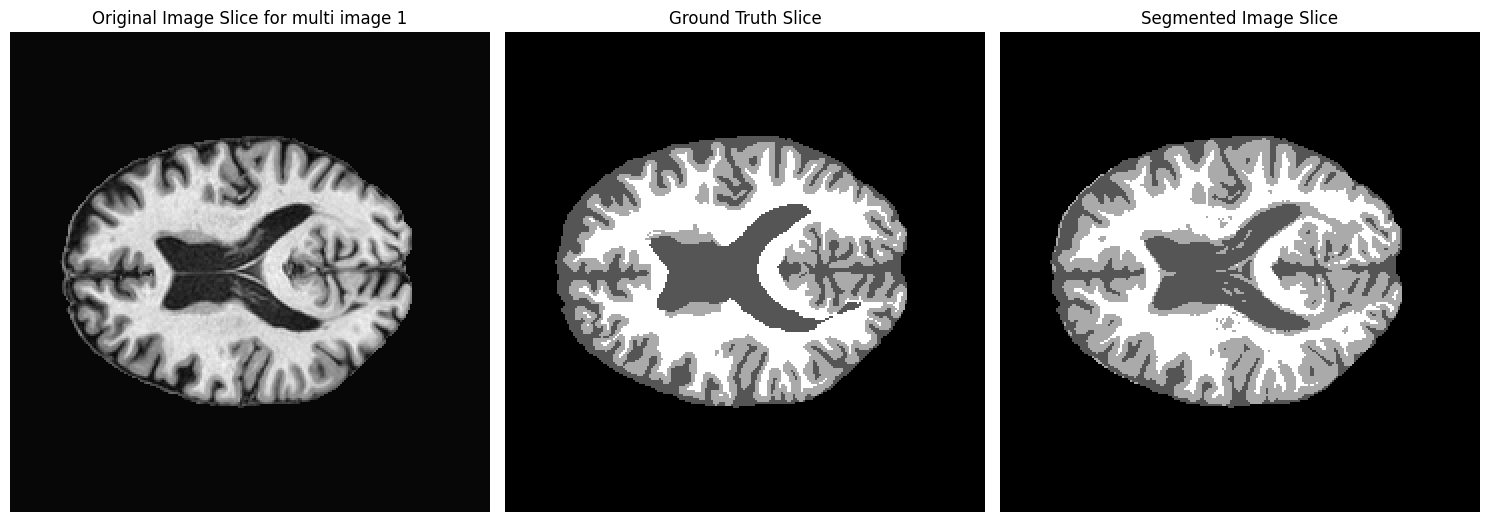 Original Image Slice for multi image 1
Ground Truth Slice
Segmented Image Slice